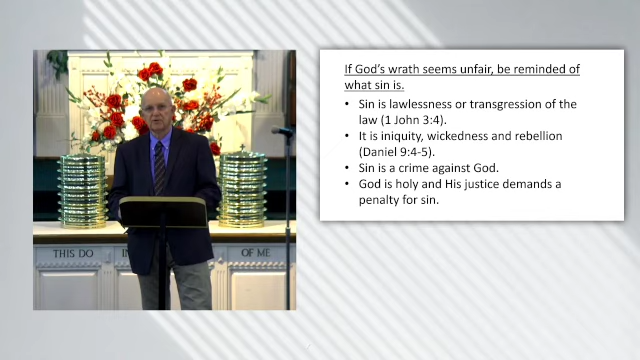 If God's wrath seems unfair, be reminded of
what sin is.
• Sin is lawlessness or transgression of the
law (1 John 3:4).
• It is iniquity, wickedness and rebellion
(Daniel 9:4-5).
• Sin is a crime against God.
• God is holy and His justice demands a
penalty for sin.
THIS DO
OF ME